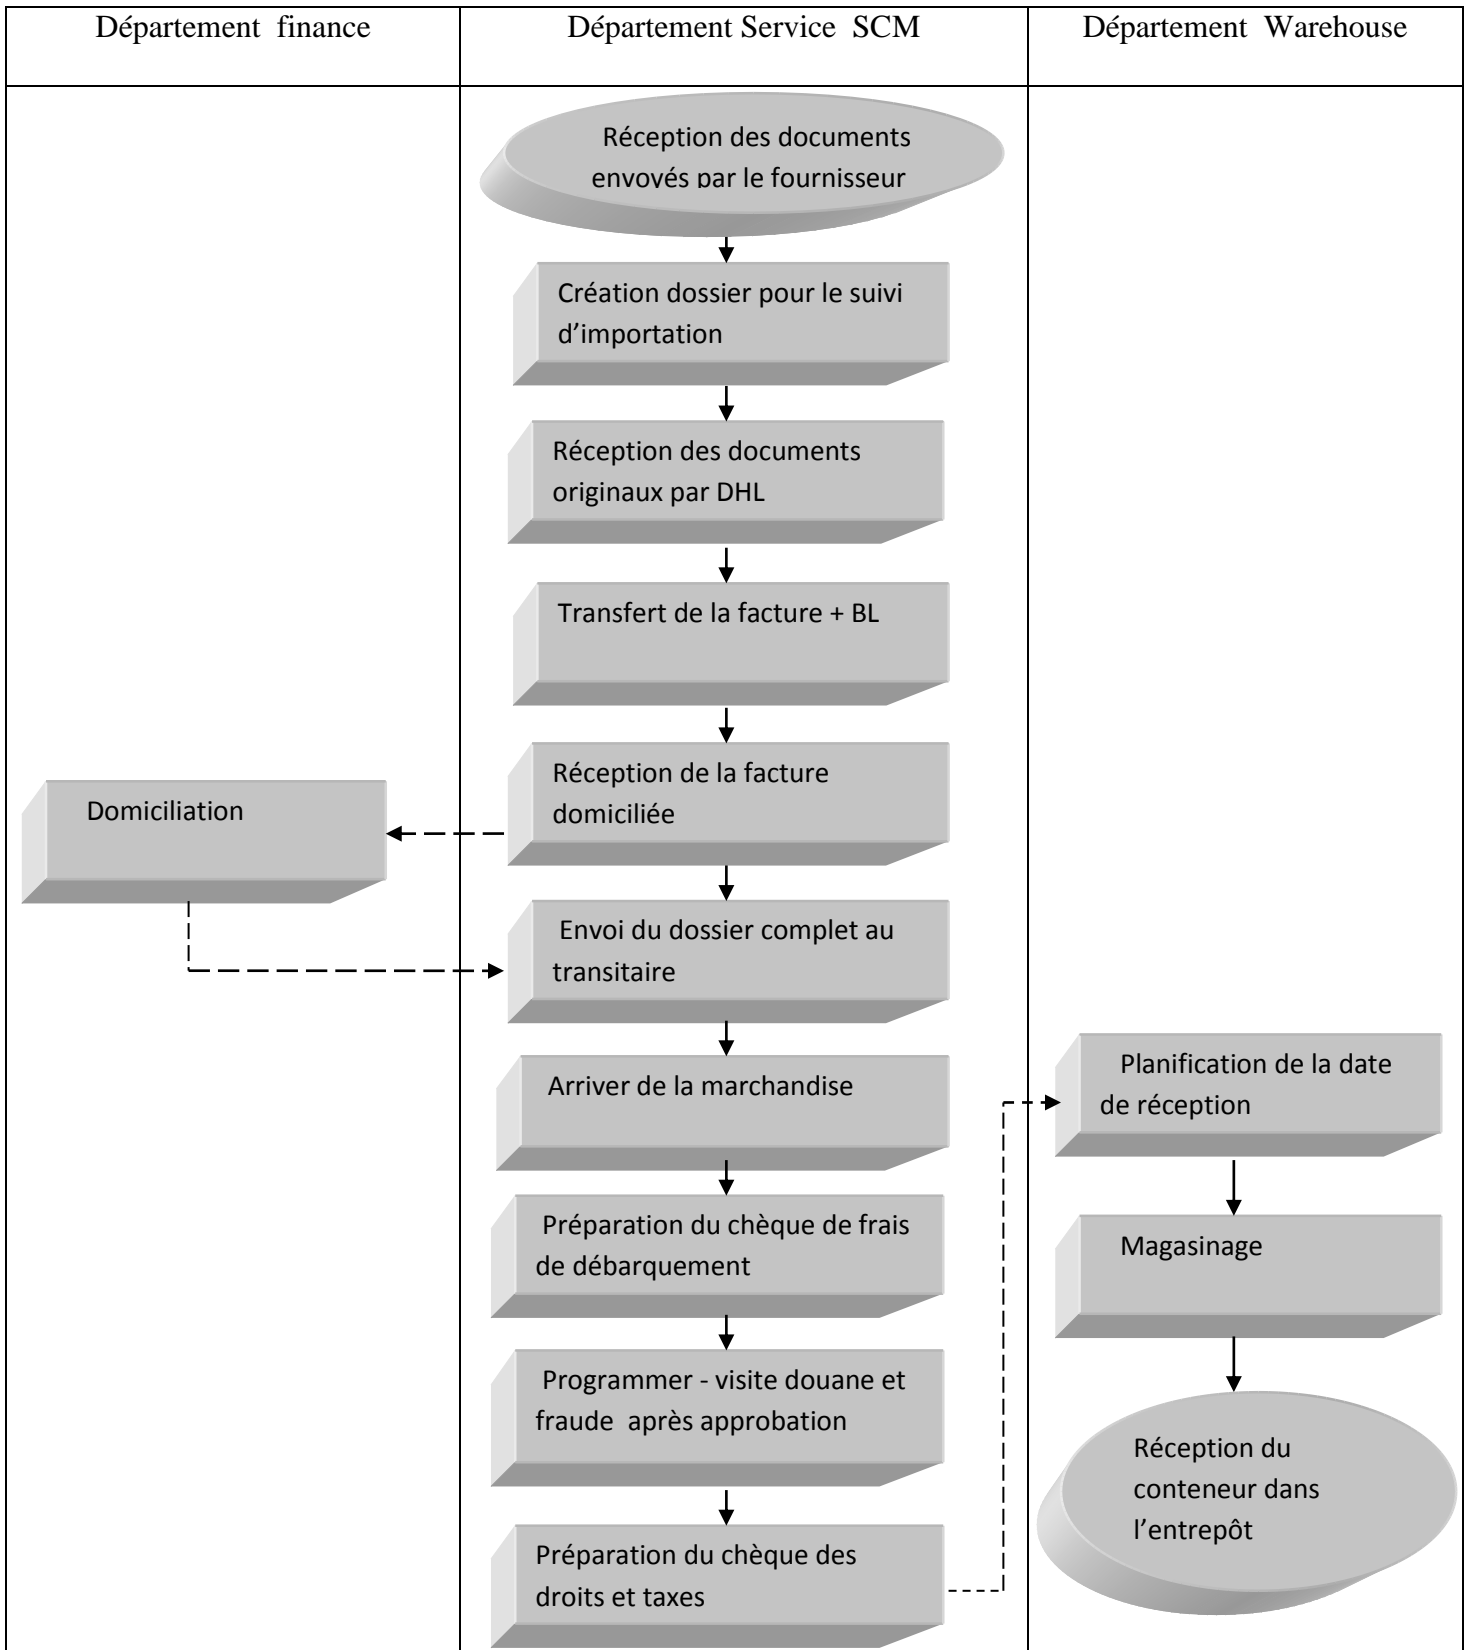 Département finance
Département Service SCM
Département Warehouse
Réception des documents
envoyés par le fournisseur
Création dossier pour le suivi
d’importation
Réception des documents
originaux par DHL
Transfert de la facture + BL
Réception de la facture
domiciliée
Domiciliation
Envoi du dossier complet au
transitaire
Arriver de la marchandise
Préparation du chèque de frais
de débarquement
Programmer - visite douane et
fraude après approbation
Préparation du chèque des
droits et taxes
Planification de la date
de réception
Magasinage
Réception du
conteneur dans
l’entrepôt